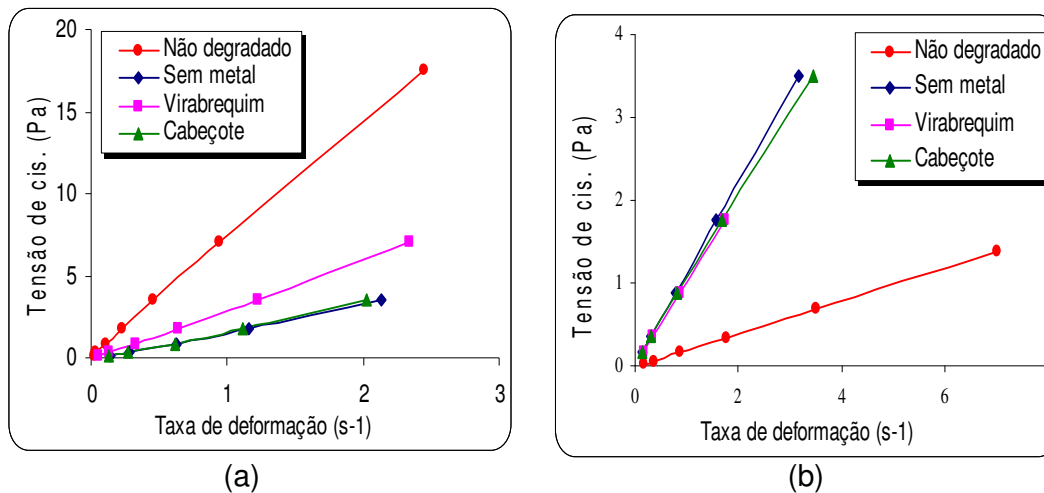 20
15
10
5
0
Tensão de cis. (Pa)
Não degradado
Sem metal
Virabrequim
Cabeçote
0 1 2 3
Taxa de deformação (s-1)
(a)
4
3
2
1
0
Tensão de cis. (Pa)
Não degradado
Sem metal
Virabrequim
Cabeçote
0 2 4 6
Taxa de deformação (s-1)
(b)